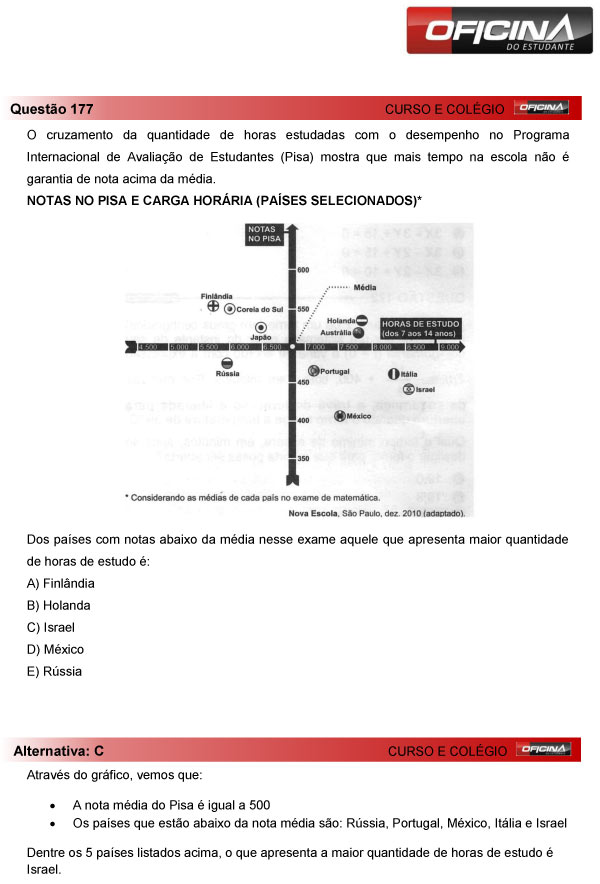 OFICINA
DO ESTUDANTE
Questão 177 CURSO E COLÉGIO OFICINA
O cruzamento da quantidade de horas estudadas com o desempenho no Programa
Internacional de Avaliação de Estudantes (Pisa) mostra que mais tempo na escola não é
garantia de nota acima da média.
NOTAS NO PISA E CARGA HORÁRIA (PAÍSES SELECIONADOS)*
NOTAS
NO PISA
600
Média
Finlândia
Coreia do Sul
550
Holanda
Austrália
Japão
HORAS DE ESTUDO
(dos 7 aos 14 anos)
4.500 5.000 5.500 6.000 6.500 7.000 7.500 8.000 8.500 9.000
Rússia
Portugal
Itália
450
Israel
México
400
350
* Considerando as médias de cada país no exame de matemática.
Nova Escola, São Paulo, dez. 2010 (adaptado).
Dos países com notas abaixo da média nesse exame aquele que apresenta maior quantidade
de horas de estudo é:
A) Finlândia
B) Holanda
C) Israel
D) México
E) Rússia
Alternativa: C CURSO E COLÉGIO OFICINA
Através do gráfico, vemos que:
• A nota média do Pisa é igual a 500
• Os países que estão abaixo da nota média são: Rússia, Portugal, México, Itália e Israel
Dentre os 5 países listados acima, o que apresenta a maior quantidade de horas de estudo é
Israel.